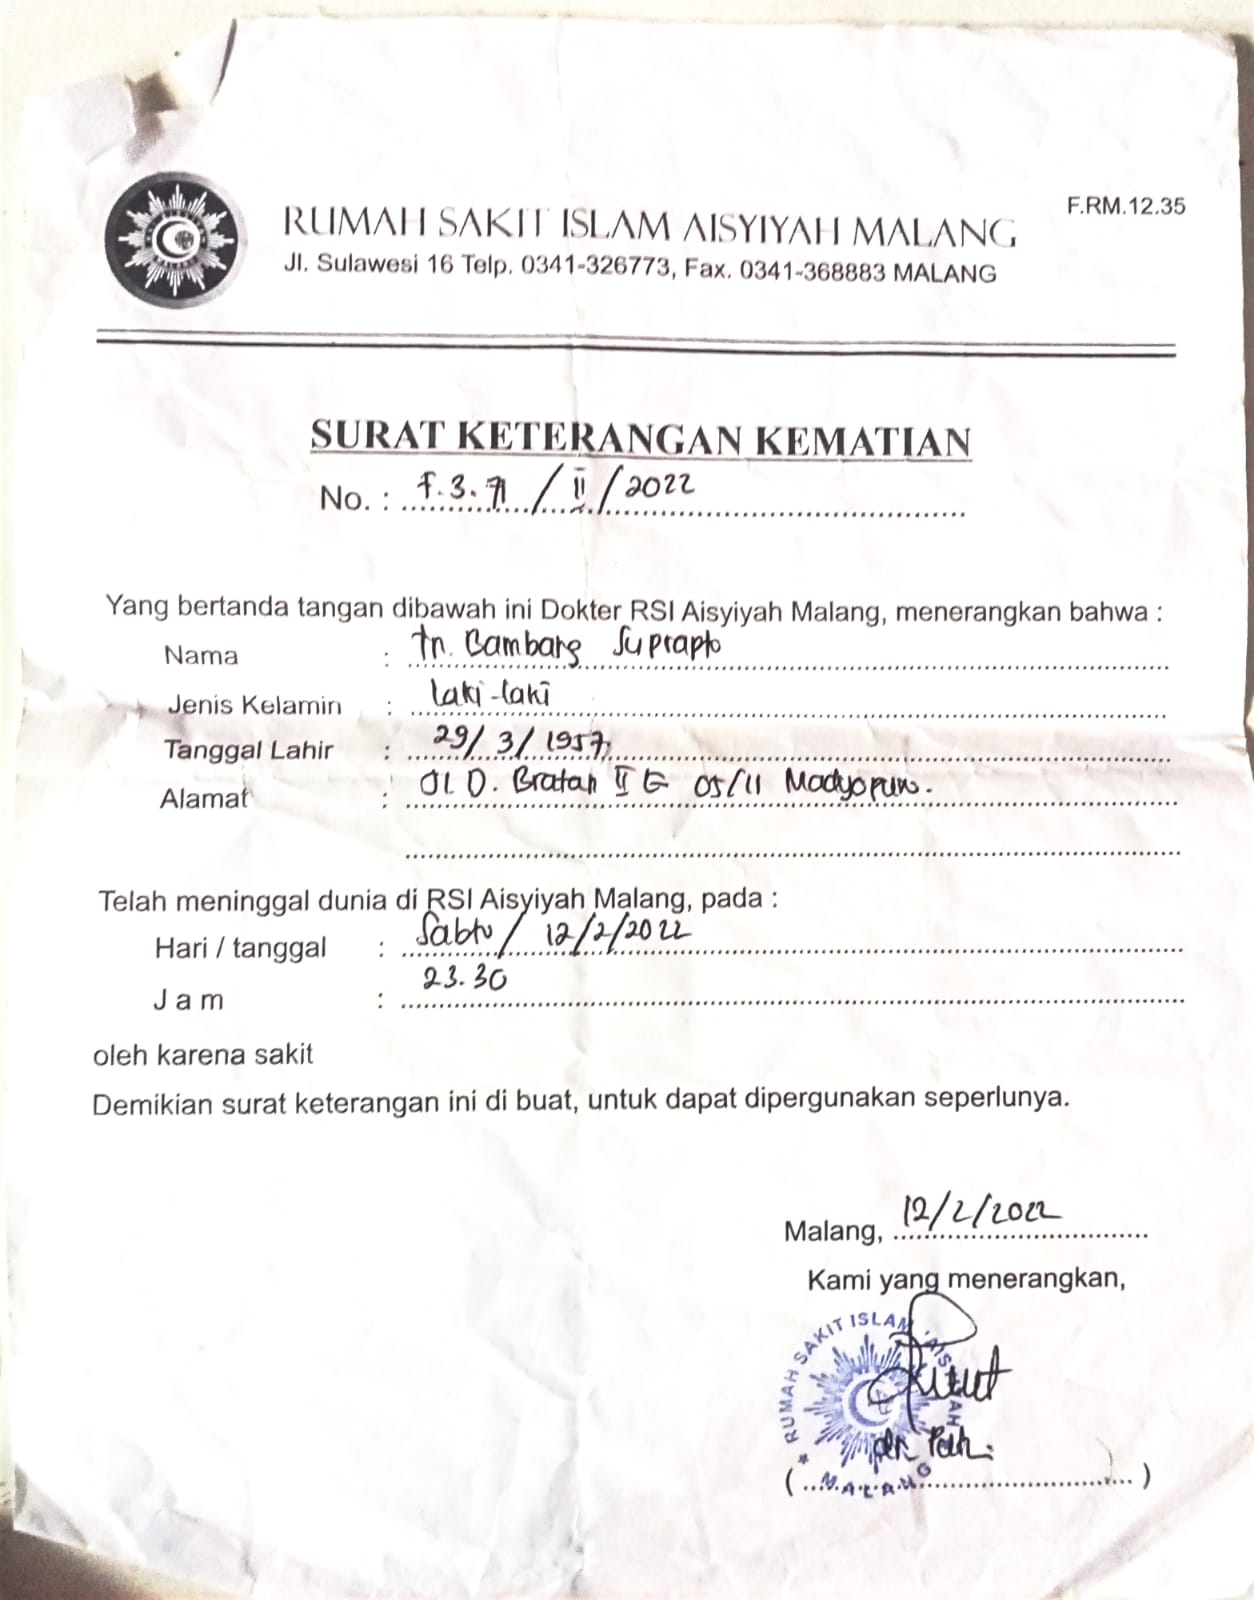 F.RM.12.35
RUMAH SAKIT ISLAM AISYIYAH MALANG
Jl. Sulawesi 16 Telp. 0341-326773, Fax. 0341-368883 MALANG
SURAT KETERANGAN KEMATIAN
No. : f.3.71 / II / 2022
Yang bertanda tangan dibawah ini Dokter RSI Aisyiyah Malang, menerangkan bahwa :
Nama : tn. Bambang Suprapto
Jenis Kelamin : laki-laki
Tanggal Lahir : 29/3/1957
Alamat : Jl. D. Bratan II E 05/11 Madyopuro.
Telah meninggal dunia di RSI Aisyiyah Malang, pada :
Hari / tanggal : Sabtu / 12/2/2022
Jam : 23.30
oleh karena sakit
Demikian surat keterangan ini di buat, untuk dapat dipergunakan seperlunya.
Malang, 12/2/2022
Kami yang menerangkan,
RUMAH SAKIT ISLAM AISYIYAH
MALANG